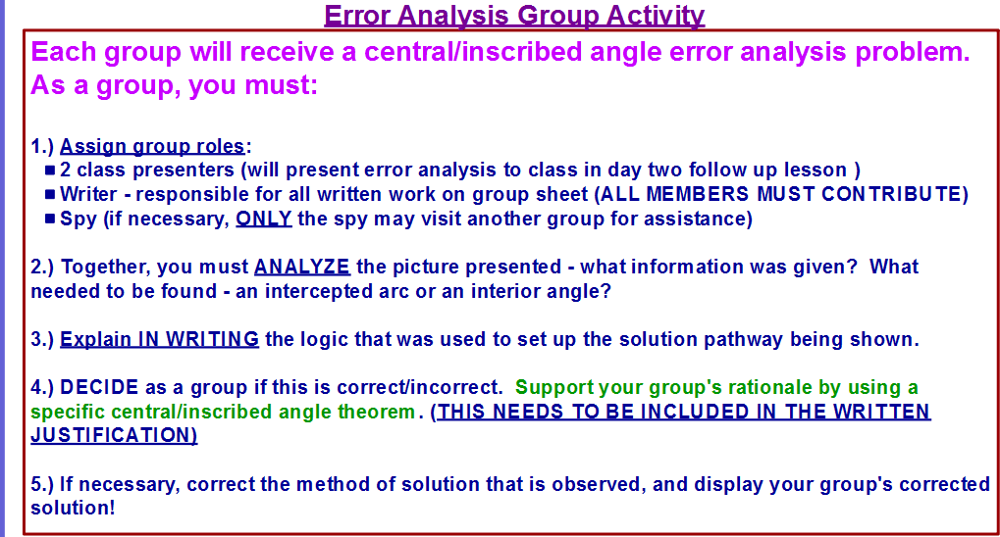 Error Analysis Group Activity
Each group will receive a central/inscribed angle error analysis problem.
As a group, you must:
1.) Assign group roles:
■ 2 class presenters (will present error analysis to class in day two follow up lesson )
■ Writer - responsible for all written work on group sheet (ALL MEMBERS MUST CONTRIBUTE)
■ Spy (if necessary, ONLY the spy may visit another group for assistance)
2.) Together, you must ANALYZE the picture presented - what information was given? What
needed to be found - an intercepted arc or an interior angle?
3.) Explain IN WRITING the logic that was used to set up the solution pathway being shown.
4.) DECIDE as a group if this is correct/incorrect. Support your group's rationale by using a
specific central/inscribed angle theorem. (THIS NEEDS TO BE INCLUDED IN THE WRITTEN
JUSTIFICATION)
5.) If necessary, correct the method of solution that is observed, and display your group's corrected
solution!